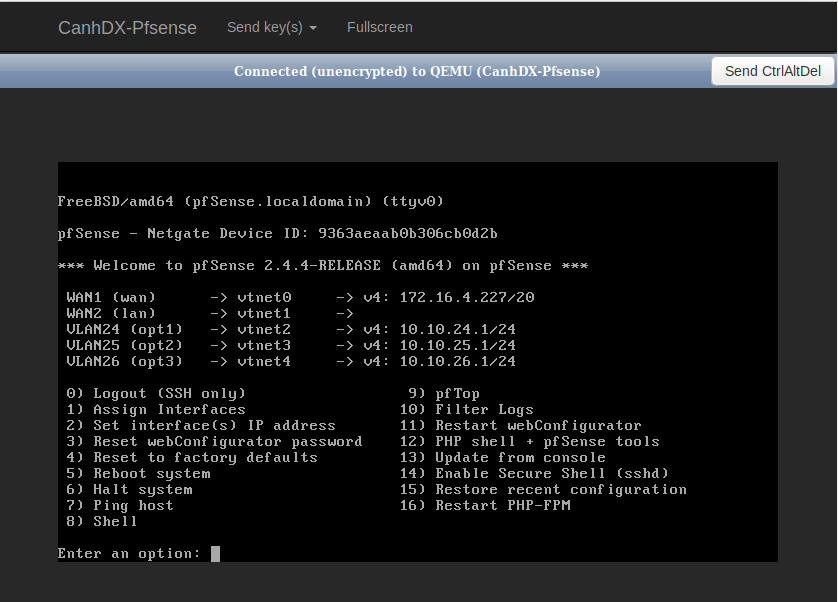 CanhDX-Pfsense Send key(s) Fullscreen
Connected (unencrypted) to QEMU (CanhDX-Pfsense) Send CtrlAltDel
FreeBSD/amd64 (pfSense.localdomain) (ttyv0)
pfSense - Netgate Device ID: 9363aeaab0b306cb0d2b
*** Welcome to pfSense 2.4.4-RELEASE (amd64) on pfSense ***
WAN1 (wan) -> vtnet0 -> v4: 172.16.4.227/20
WAN2 (lan) -> vtnet1 ->
VLAN24 (opt1) -> vtnet2 -> v4: 10.10.24.1/24
VLAN25 (opt2) -> vtnet3 -> v4: 10.10.25.1/24
VLAN26 (opt3) -> vtnet4 -> v4: 10.10.26.1/24
0) Logout (SSH only) 9) pfTop
1) Assign Interfaces 10) Filter Logs
2) Set interface(s) IP address 11) Restart webConfigurator
3) Reset webConfigurator password 12) PHP shell + pfSense tools
4) Reset to factory defaults 13) Update from console
5) Reboot system 14) Enable Secure Shell (sshd)
6) Halt system 15) Restore recent configuration
7) Ping host 16) Restart PHP-FPM
8) Shell
Enter an option: